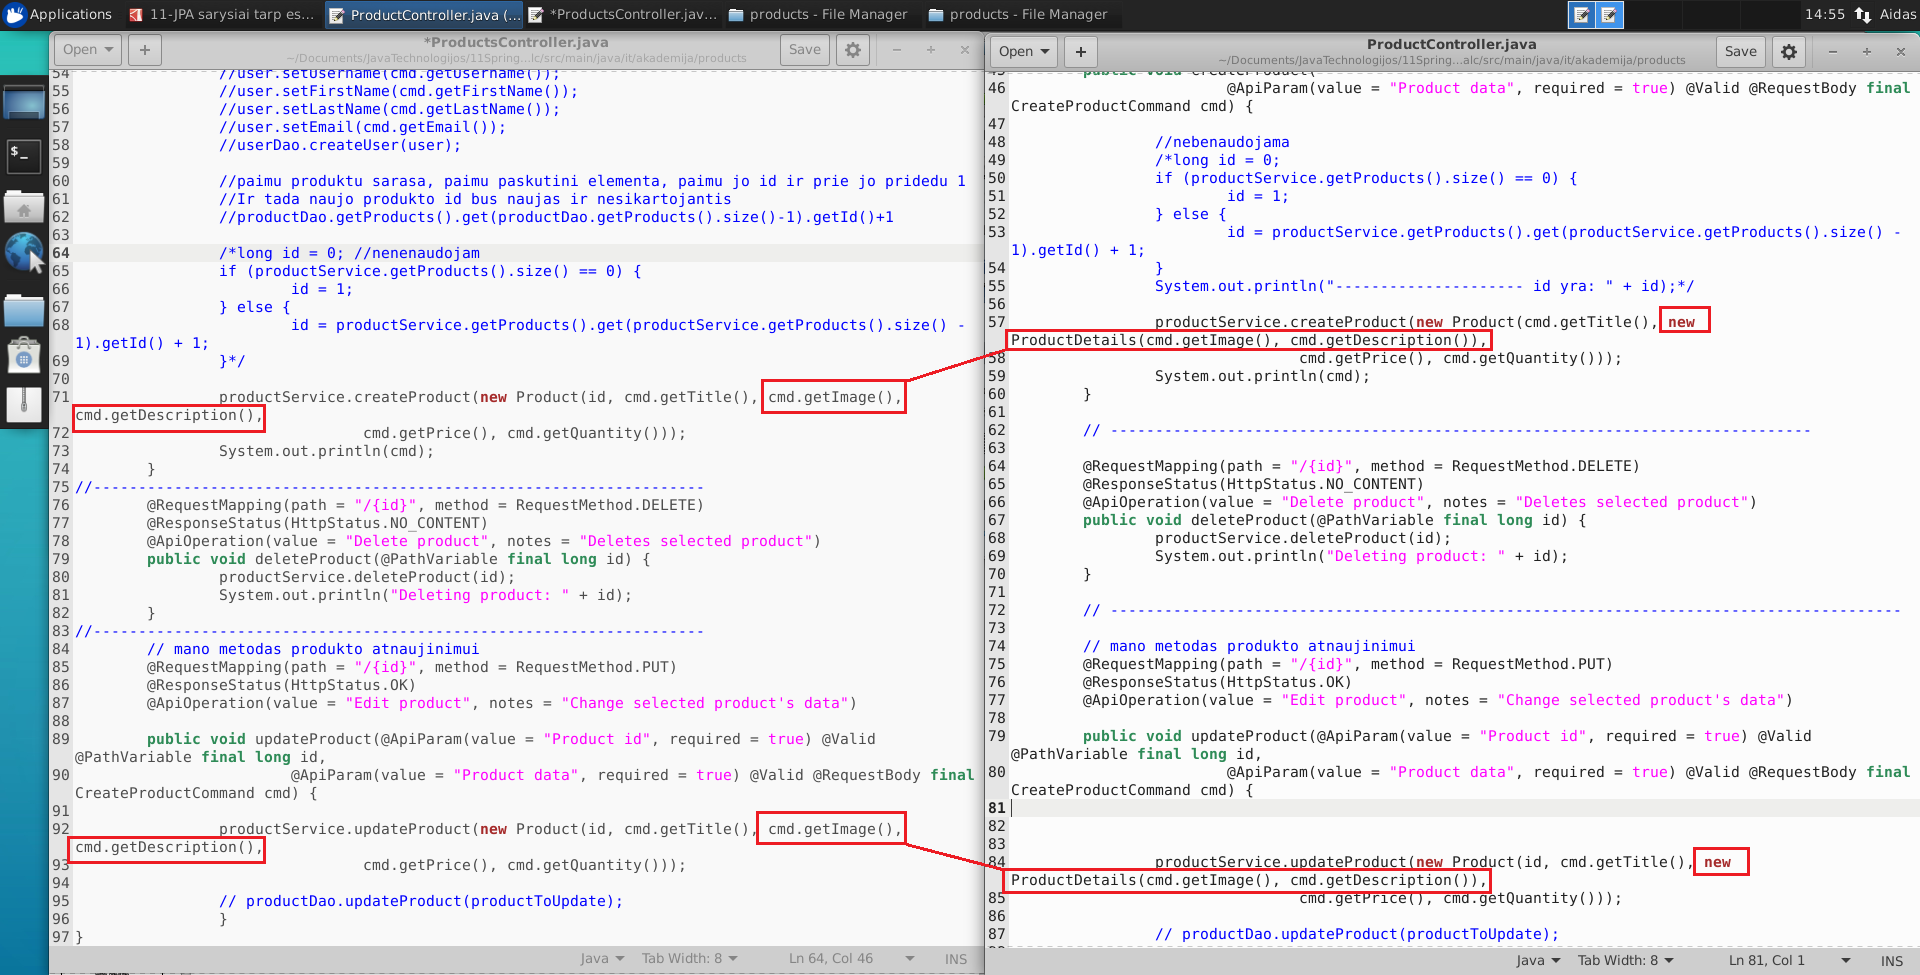 Applications
11-JPA sarysiai tarp es...
ProductController.java (...
*ProductsController.jav...
products - File Manager
products - File Manager
14:55
Aidas
Open
*ProductsController.java
~/Documents/JavaTechnologijos/11Spring...lc/src/main/java/it/akademija/products
Save
54 //user.setUsername(cmd.getUsername());
55 //user.setFirstName(cmd.getFirstName());
56 //user.setLastName(cmd.getLastName());
57 //user.setEmail(cmd.getEmail());
58 //userDao.createUser(user);
59
60 //paimu produktu sarasa, paimu paskutini elementa, paimu jo id ir prie jo pridedu 1
61 //Ir tada naujo produkto id bus naujas ir nesikartojantis
62 //productDao.getProducts().get(productDao.getProducts().size()-1).getId()+1
63
64 /*long id = 0; //nenenaudojam
65 if (productService.getProducts().size() == 0) {
66 id = 1;
67 } else {
68 id = productService.getProducts().get(productService.getProducts().size() -
1).getId() + 1;
69 }*/
70
71 productService.createProduct(new Product(id, cmd.getTitle(), cmd.getImage(),
cmd.getDescription(),
72 cmd.getPrice(), cmd.getQuantity()));
73 System.out.println(cmd);
74 }
75 //--------------------------------------------------------------------
76 @RequestMapping(path = "/{id}", method = RequestMethod.DELETE)
77 @ResponseStatus(HttpStatus.NO_CONTENT)
78 @ApiOperation(value = "Delete product", notes = "Deletes selected product")
79 public void deleteProduct(@PathVariable final long id) {
80 productService.deleteProduct(id);
81 System.out.println("Deleting product: " + id);
82 }
83 //--------------------------------------------------------------------
84 // mano metodas produkto atnaujinimui
85 @RequestMapping(path = "/{id}", method = RequestMethod.PUT)
86 @ResponseStatus(HttpStatus.OK)
87 @ApiOperation(value = "Edit product", notes = "Change selected product's data")
88
89 public void updateProduct(@ApiParam(value = "Product id", required = true) @Valid
@PathVariable final long id,
90 @ApiParam(value = "Product data", required = true) @Valid @RequestBody final
CreateProductCommand cmd) {
91
92 productService.updateProduct(new Product(id, cmd.getTitle(), cmd.getImage(),
cmd.getDescription(),
93 cmd.getPrice(), cmd.getQuantity()));
94
95 // productDao.updateProduct(productToUpdate);
96 }
97 }
Java
Tab Width: 8
Ln 64, Col 46
INS
Open
ProductController.java
~/Documents/JavaTechnologijos/11Spring...alc/src/main/java/it/akademija/products
Save
45 public void createProduct(
46 @ApiParam(value = "Product data", required = true) @Valid @RequestBody final
CreateProductCommand cmd) {
47
48 //nebenaudojama
49 /*long id = 0;
50 if (productService.getProducts().size() == 0) {
51 id = 1;
52 } else {
53 id = productService.getProducts().get(productService.getProducts().size() -
1).getId() + 1;
54 }
55 System.out.println("--------------------- id yra: " + id);*/
56
57 productService.createProduct(new Product(cmd.getTitle(), new
ProductDetails(cmd.getImage(), cmd.getDescription()),
58 cmd.getPrice(), cmd.getQuantity()));
59 System.out.println(cmd);
60 }
61
62 // ------------------------------------------------------------------------------
63
64 @RequestMapping(path = "/{id}", method = RequestMethod.DELETE)
65 @ResponseStatus(HttpStatus.NO_CONTENT)
66 @ApiOperation(value = "Delete product", notes = "Deletes selected product")
67 public void deleteProduct(@PathVariable final long id) {
68 productService.deleteProduct(id);
69 System.out.println("Deleting product: " + id);
70 }
71
72 // ----------------------------------------------------------------------------------------
73
74 // mano metodas produkto atnaujinimui
75 @RequestMapping(path = "/{id}", method = RequestMethod.PUT)
76 @ResponseStatus(HttpStatus.OK)
77 @ApiOperation(value = "Edit product", notes = "Change selected product's data")
78
79 public void updateProduct(@ApiParam(value = "Product id", required = true) @Valid
@PathVariable final long id,
80 @ApiParam(value = "Product data", required = true) @Valid @RequestBody final
CreateProductCommand cmd) {
81
82
83
84 productService.updateProduct(new Product(id, cmd.getTitle(), new
ProductDetails(cmd.getImage(), cmd.getDescription()),
85 cmd.getPrice(), cmd.getQuantity()));
86
87 // productDao.updateProduct(productToUpdate);
Java
Tab Width: 8
Ln 81, Col 1
INS